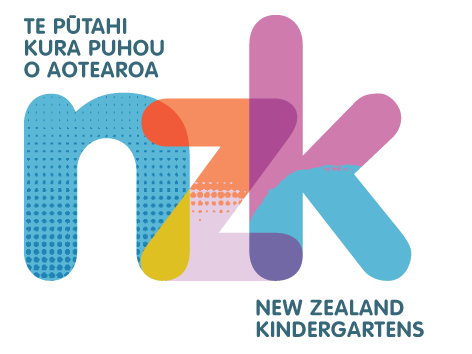 TE PŪTAHI
KURA PUHOU
O AOTEAROA
nzk
NEW ZEALAND
KINDERGARTENS